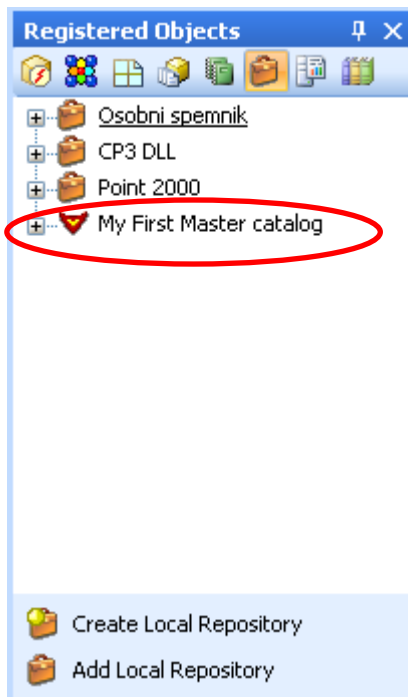 Registered Objects
Osobni spemnik
CP3 DLL
Point 2000
My First Master catalog
Create Local Repository
Add Local Repository